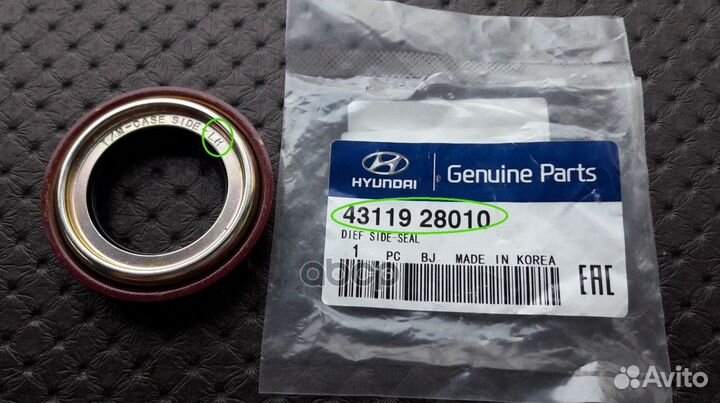 T/M-CASE SIDE-LH
HYUNDAI
Genuine Parts
43119 28010
DIFF SIDE-SEAL
1 PC BJ MADE IN KOREA
EAC
Avito